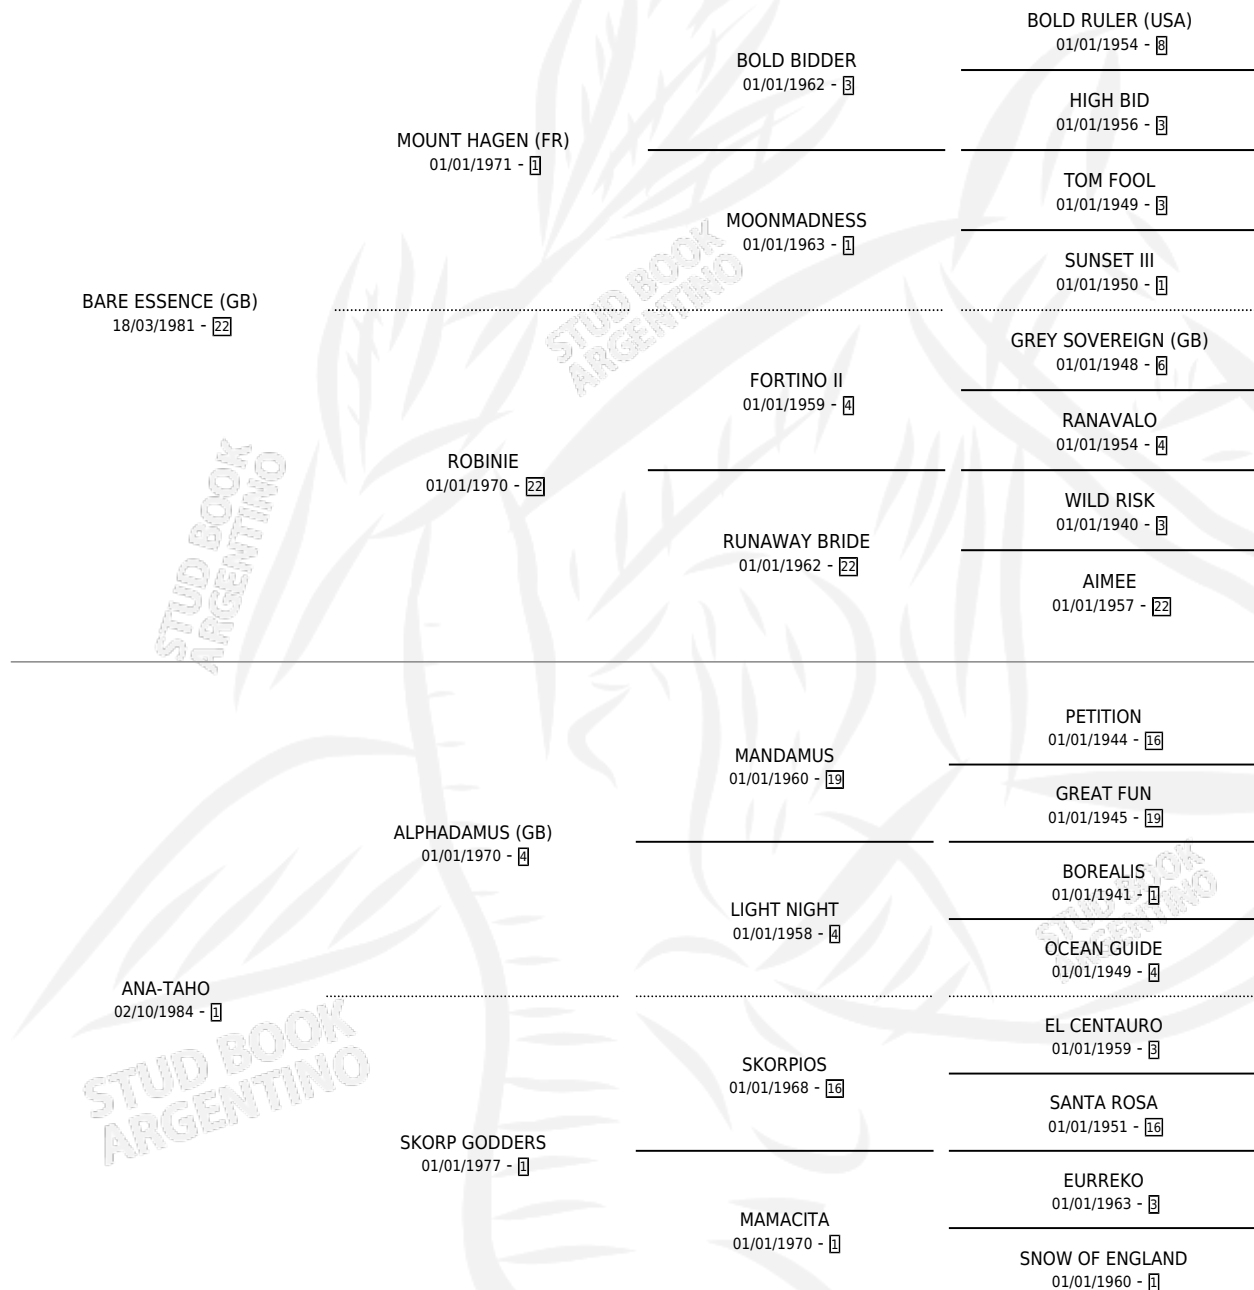 BOLD RULER (USA)
01/01/1954 - 8
BOLD BIDDER
01/01/1962 - 3
HIGH BID
01/01/1956 - 3
MOUNT HAGEN (FR)
01/01/1971 - 1
TOM FOOL
01/01/1949 - 3
MOONMADNESS
01/01/1963 - 1
SUNSET III
01/01/1950 - 1
BARE ESSENCE (GB)
18/03/1981 - 22
STUD BOOK
ARGENTINO
GREY SOVEREIGN (GB)
01/01/1948 - 6
FORTINO II
01/01/1959 - 4
RANAVALO
01/01/1954 - 4
ROBINIE
01/01/1970 - 22
WILD RISK
01/01/1940 - 3
RUNAWAY BRIDE
01/01/1962 - 22
AIMEE
01/01/1957 - 22
STUD BOOK
ARGENTINO
PETITION
01/01/1944 - 16
MANDAMUS
01/01/1960 - 19
GREAT FUN
01/01/1945 - 19
ALPHADAMUS (GB)
01/01/1970 - 4
BOREALIS
01/01/1941 - 1
LIGHT NIGHT
01/01/1958 - 4
STUD BOOK
ARGENTINO
OCEAN GUIDE
01/01/1949 - 4
ANA-TAHO
02/10/1984 - 1
STUD BOOK
ARGENTINO
EL CENTAURO
01/01/1959 - 3
SKORPIOS
01/01/1968 - 16
SANTA ROSA
01/01/1951 - 16
SKORP GODDERS
01/01/1977 - 1
EURREKO
01/01/1963 - 3
MAMACITA
01/01/1970 - 1
SNOW OF ENGLAND
01/01/1960 - 1